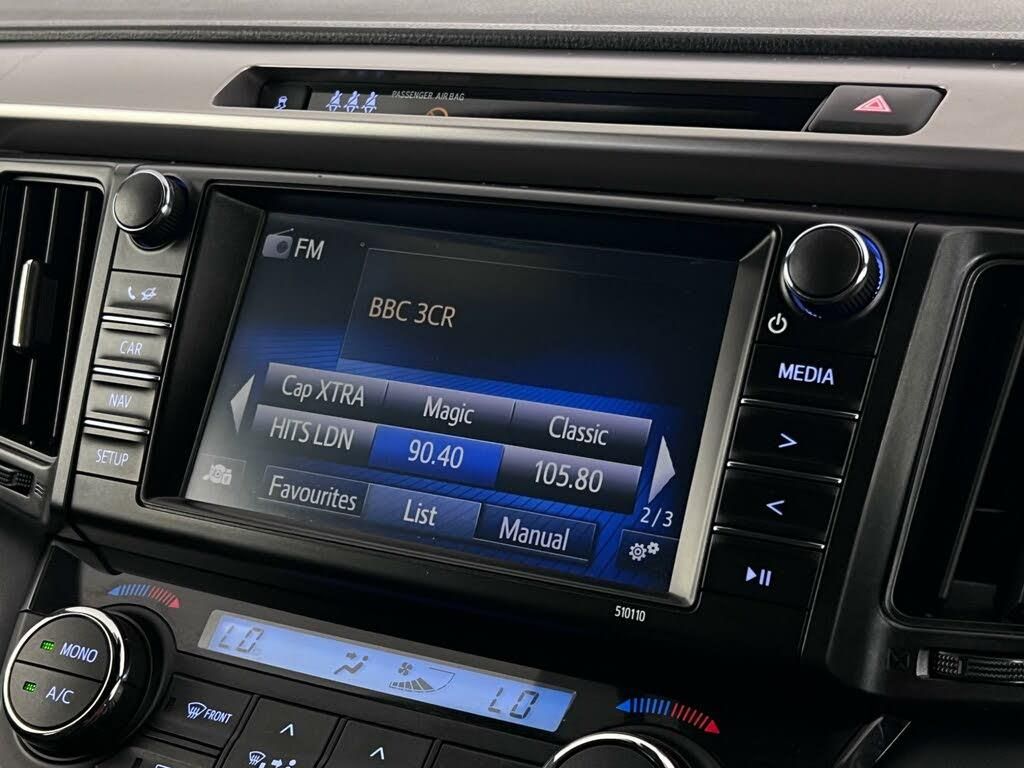 PASSENGER AIR BAG
FM
BBC 3CR
CAR
NAV
SETUP
MEDIA
>
<
Cap XTRA Magic Classic
HITS LDN 90.40 105.80
Favourites List Manual
2/3
510110
LO
LO
MONO
A/C
FRONT